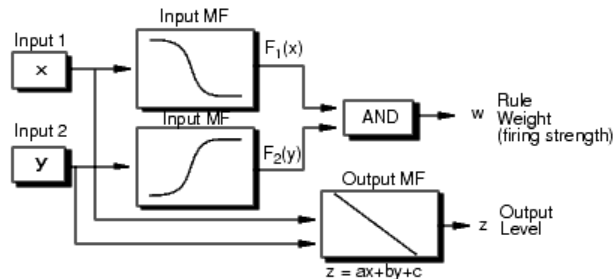 Input MF
Input 1
x
F1(x)
AND
w
Rule
Weight
(firing strength)
Input MF
Input 2
y
F2(y)
Output MF
z
Output
Level
z = ax+by+c